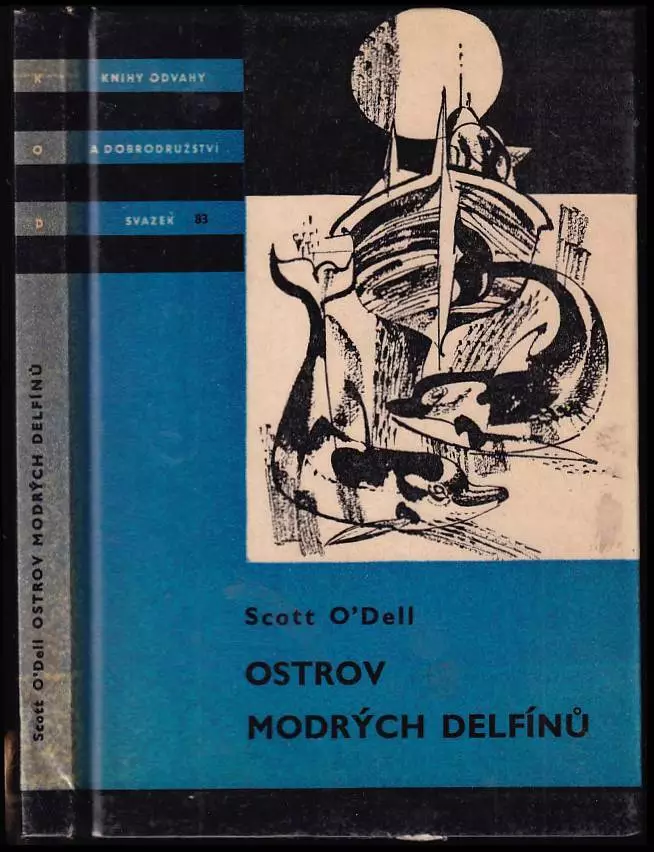 K
KNIHY ODVAHY
O
A DOBRODRUŽSTVÍ
D
SVAZEK 83
Scott O'Dell OSTROV MODRÝCH DELFÍNŮ
Scott O'Dell
OSTROV
MODRÝCH DELFÍNŮ